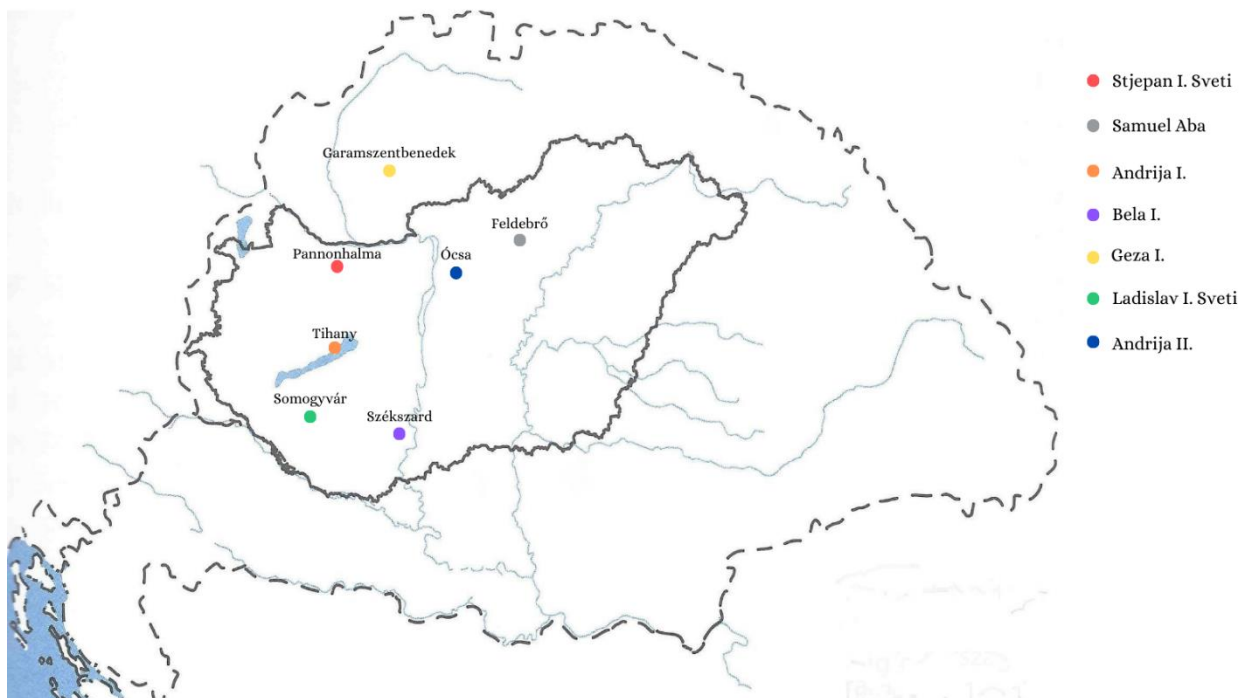 Garamszentbenedek
Feldebrő
Pannonhalma
Ócsa
Tihany
Somogyvár
Székszard
Stjepan I. Sveti
Samuel Aba
Andrija I.
Bela I.
Geza I.
Ladislav I. Sveti
Andrija II.